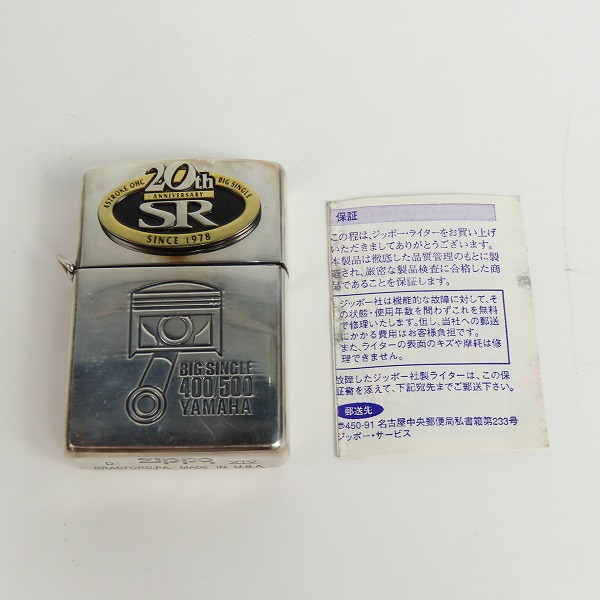 20th
ANNIVERSARY
4STROKE OHC
BIG SINGLE
SR
SINCE 1978
BIG SINGLE
400/500
YAMAHA
D Zippo XIV
BRADFORD,PA. MADE IN U.S.A.
保証
この程は、ジッポー・ライターをお買い上げ
いただきましてありがとうございます。
本製品は徹底した品質管理のもとに製
造され、厳密な製品検査に合格した商
品であることを保証します。
ジッポー社は機能的な故障に対して、そ
の状態・使用年数を問わずこれを無料
で修理いたします。但し、当社への郵送
にかかる費用はお客様負担です。
また、ライターの表面のキズや摩耗は修
理できません。
故障したジッポー社製ライターは、この保
証書を添えて、下記宛先までご郵送下さい。
郵送先
〒450-91 名古屋中央郵便局私書箱第233号
ジッポー・サービス